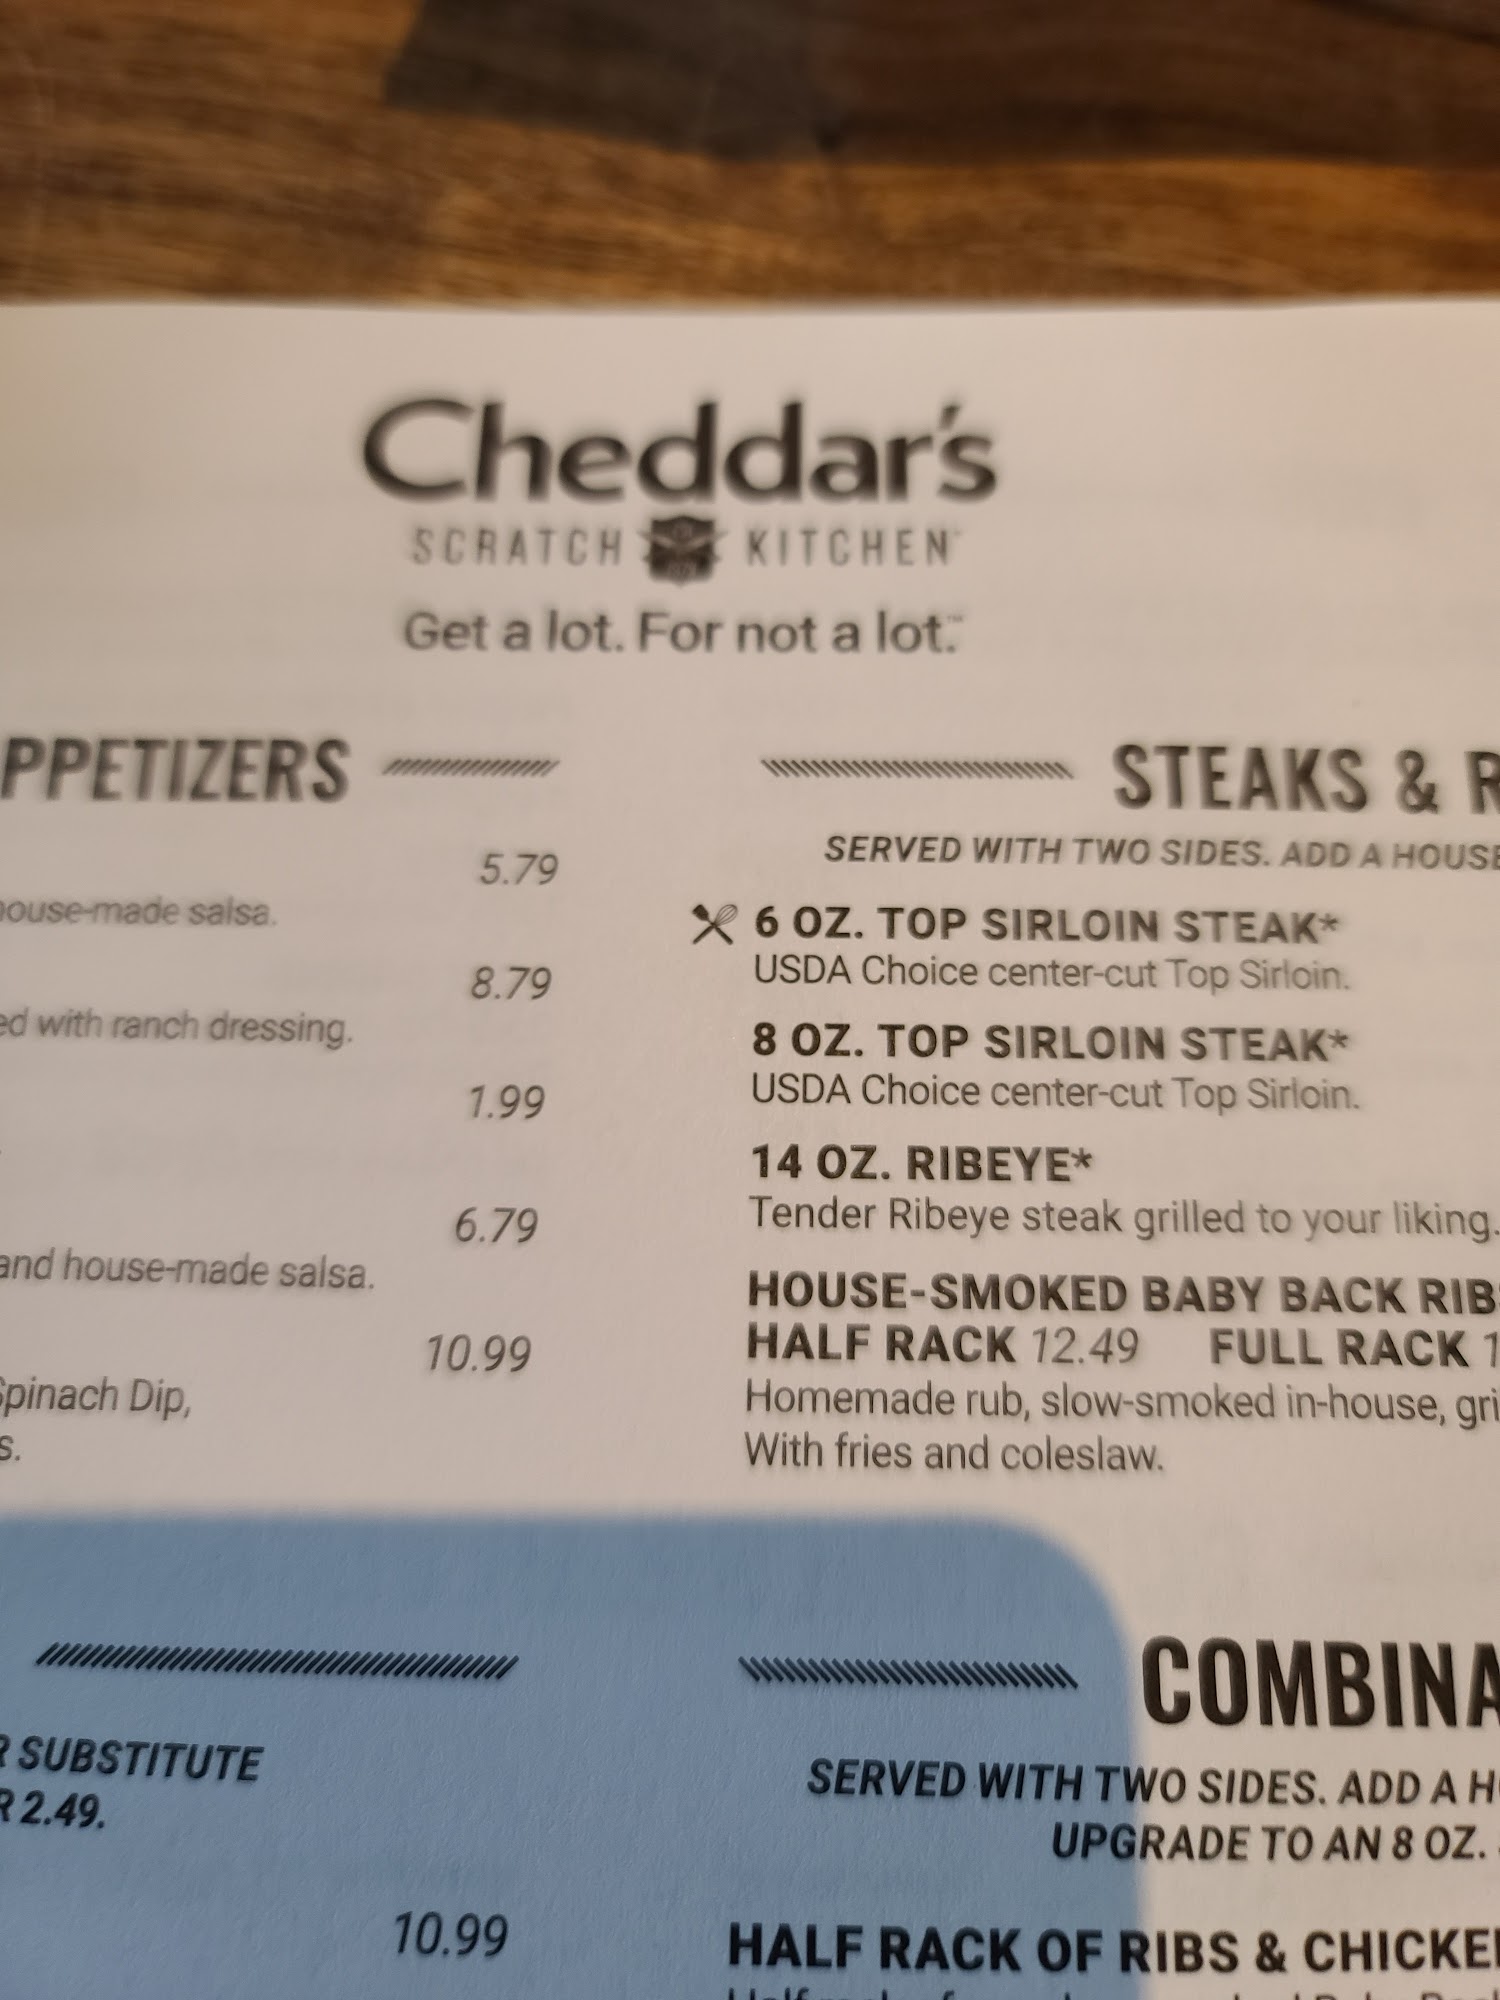 Cheddar's
SCRATCH KITCHEN
Get a lot. For not a lot.™
PPETIZERS
5.79
house-made salsa.
8.79
ed with ranch dressing.
1.99
6.79
and house-made salsa.
10.99
Spinach Dip,
s.
STEAKS & R
SERVED WITH TWO SIDES. ADD A HOUSE
6 OZ. TOP SIRLOIN STEAK*
USDA Choice center-cut Top Sirloin.
8 OZ. TOP SIRLOIN STEAK*
USDA Choice center-cut Top Sirloin.
14 OZ. RIBEYE*
Tender Ribeye steak grilled to your liking.
HOUSE-SMOKED BABY BACK RIB
HALF RACK 12.49 FULL RACK 1
Homemade rub, slow-smoked in-house, gri
With fries and coleslaw.
R SUBSTITUTE
R 2.49.
10.99
COMBINA
SERVED WITH TWO SIDES. ADD A H
UPGRADE TO AN 8 OZ.
HALF RACK OF RIBS & CHICKE